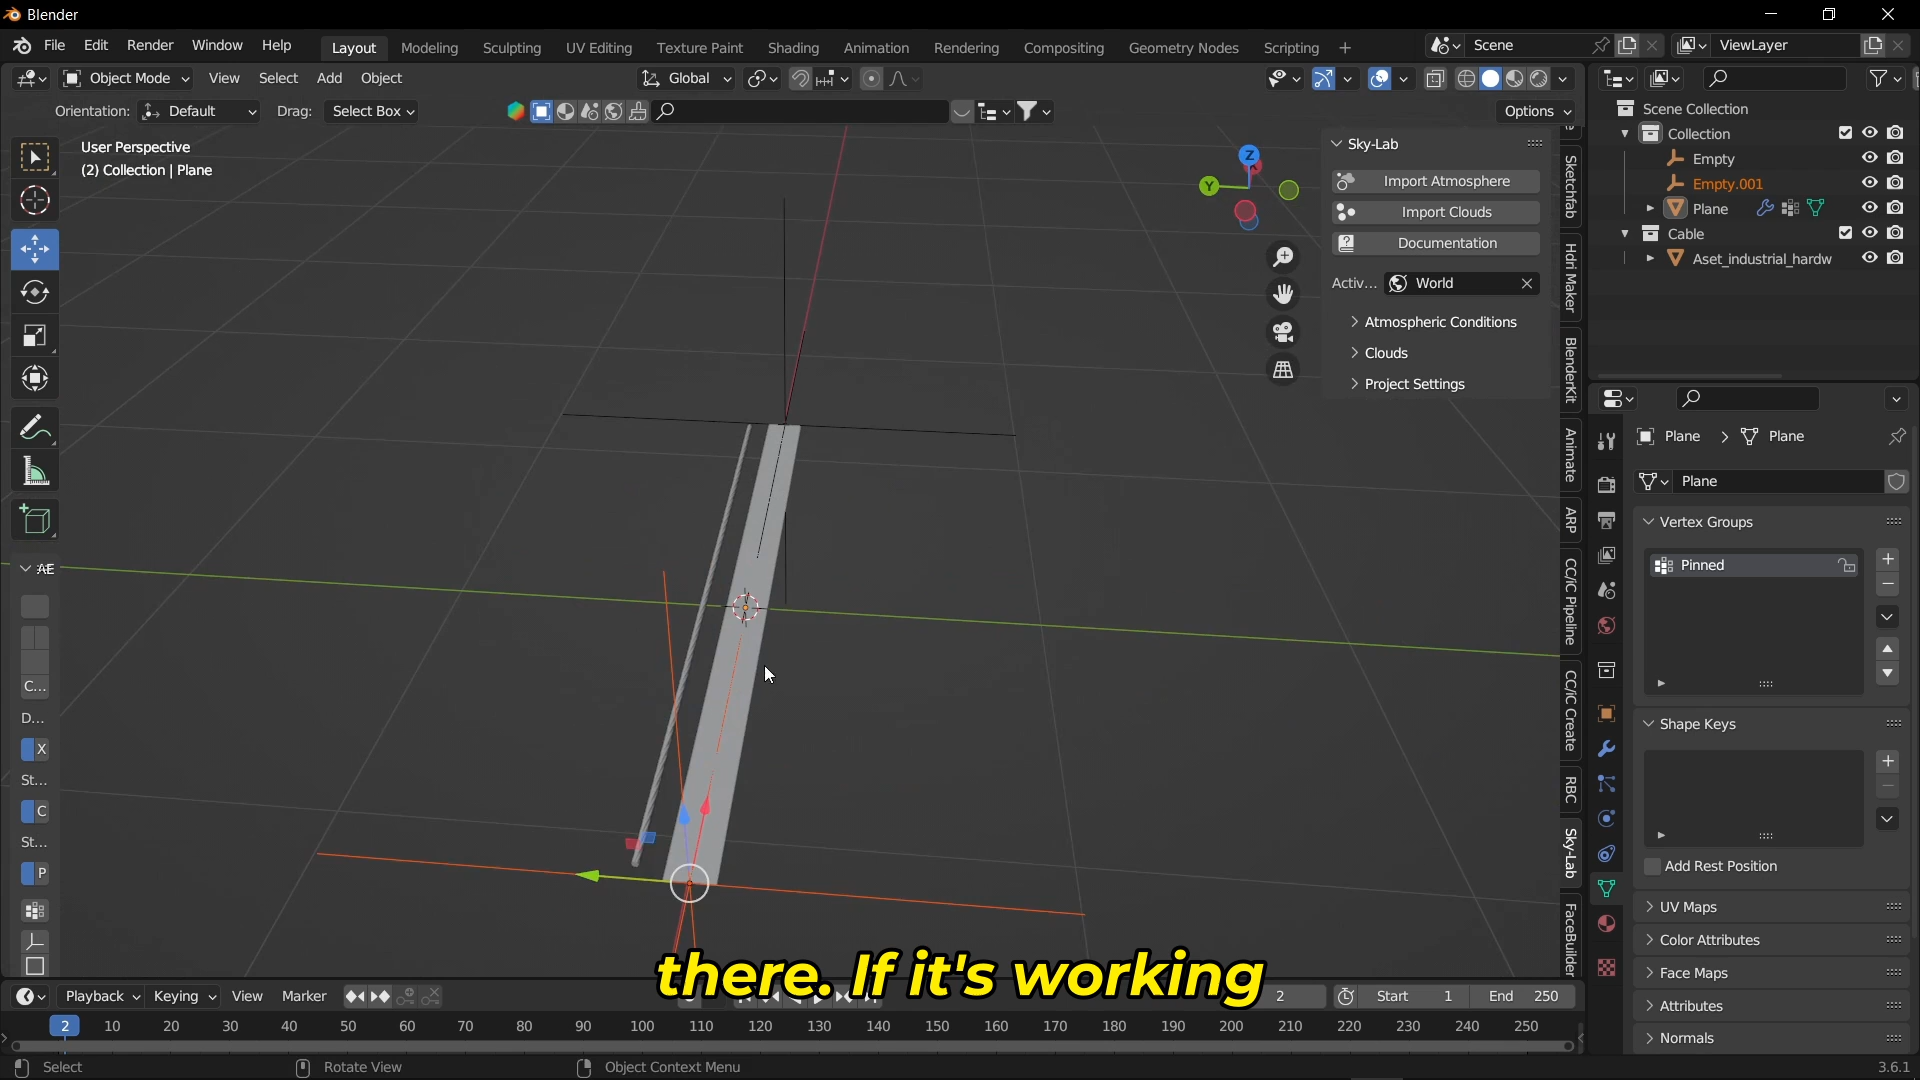 Blender
File Edit Render Window Help
Layout Modeling Sculpting UV Editing Texture Paint Shading Animation Rendering Compositing Geometry Nodes Scripting +
Scene
ViewLayer
Object Mode View Select Add Object
Global
Orientation: Default Drag: Select Box
Options
User Perspective
(2) Collection | Plane
Z
Y
Sky-Lab
Import Atmosphere
Import Clouds
Documentation
Activ... World
Atmospheric Conditions
Clouds
Project Settings
Sketchfab
Hdri Maker
BlenderKit
Animate
ARP
CC/iC Pipeline
CC/iC Create
RBC
Sky-Lab
FaceBuilder
Scene Collection
Collection
Empty
Empty.001
Plane
Cable
Aset_industrial_hardw
Plane > Plane
Plane
Vertex Groups
Pinned
Shape Keys
Add Rest Position
UV Maps
Color Attributes
Face Maps
Attributes
Normals
AE
C...
D...
X
St...
C
St...
P
there. If it's working
Playback Keying View Marker
2 Start 1 End 250
2 10 20 30 40 50 60 70 80 90 100 110 120 130 140 150 160 170 180 190 200 210 220 230 240 250
Select Rotate View Object Context Menu
3.6.1